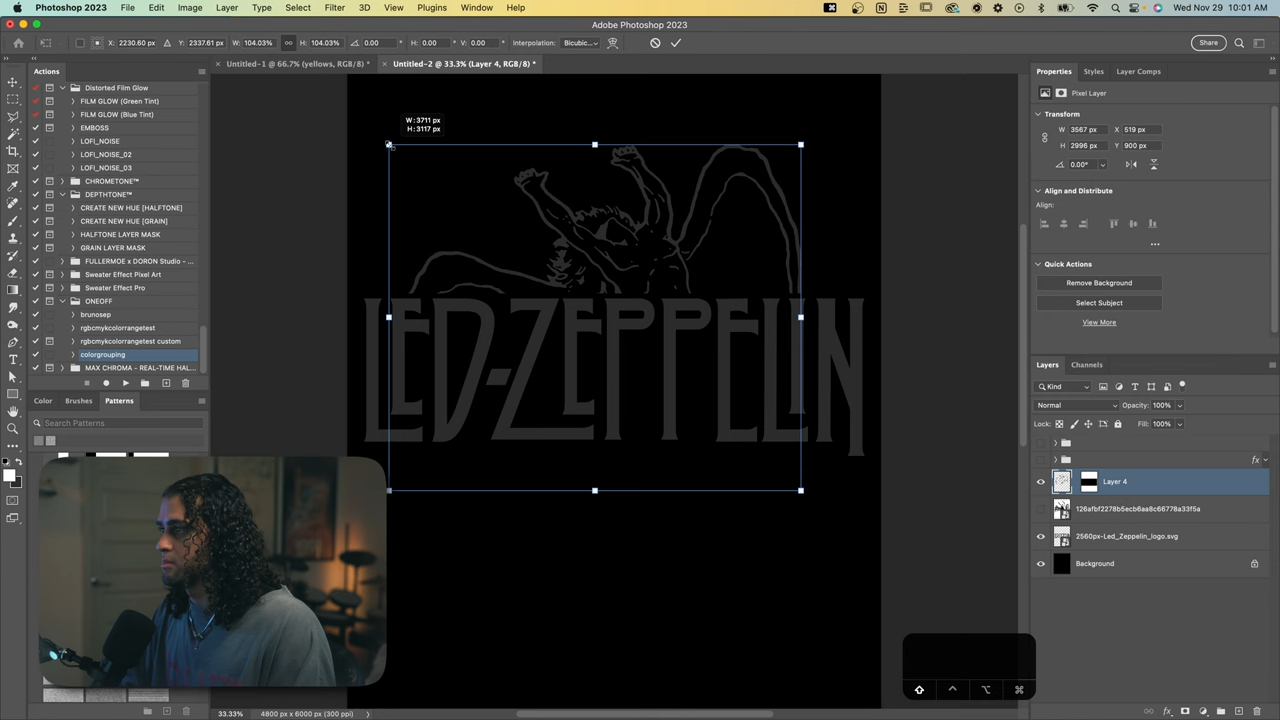 Photoshop 2023 File Edit Image Layer Type Select Filter 3D View Plugins Window Help Wed Nov 29 10:01 AM
Adobe Photoshop 2023
X: 2230.60 px Y: 2337.61 px W: 104.03% H: 104.03% 0.00 ° H: 0.00 ° V: 0.00 ° Interpolation: Bicubic... Share
Untitled-1 @ 66.7% (yellows, RGB/8) * Untitled-2 @ 33.3% (Layer 4, RGB/8) *
Actions
Distorted Film Glow
FILM GLOW (Green Tint)
FILM GLOW (Blue Tint)
EMBOSS
LOFI_NOISE
LOFI_NOISE_02
LOFI_NOISE_03
CHROMETONE™
DEPTHTONE™
CREATE NEW HUE [HALFTONE]
CREATE NEW HUE [GRAIN]
HALFTONE LAYER MASK
GRAIN LAYER MASK
FULLERMOE x DORON Studio - ...
Sweater Effect Pixel Art
Sweater Effect Pro
ONEOFF
brunosep
rgbcmykcolorrangetest
rgbcmykcolorrangetest custom
colorgrouping
MAX CHROMA - REAL-TIME HAL...
Color Brushes Patterns
Search Patterns
W: 3711 px
H: 3117 px
LED-ZEPPELIN
33.33% 4800 px x 6000 px (300 ppi)
Properties Styles Layer Comps
Pixel Layer
Transform
W 3567 px X 519 px
H 2996 px Y 900 px
0.00°
Align and Distribute
Align:
Quick Actions
Remove Background
Select Subject
View More
Layers Channels
Kind
Normal Opacity: 100%
Lock: Fill: 100%
fx
Layer 4
126afbf2278b5ecb6aa8c66778a33f5a
2560px-Led_Zeppelin_logo.svg
Background
fx